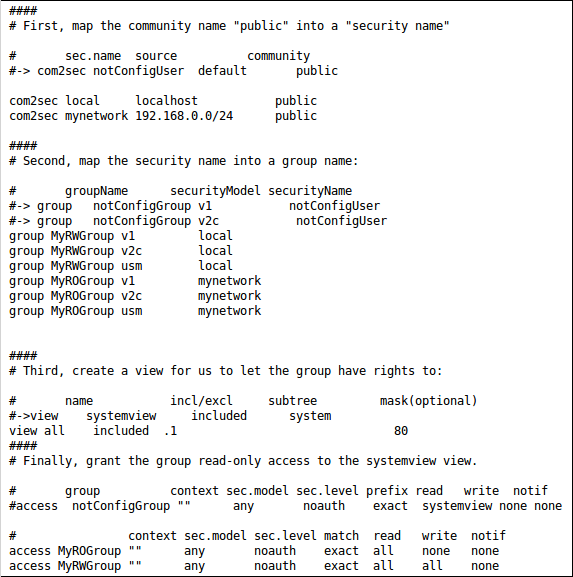 ####
# First, map the community name "public" into a "security name"
#       sec.name  source          community
#-> com2sec notConfigUser  default      public
com2sec local     localhost           public
com2sec mynetwork 192.168.0.0/24      public
####
# Second, map the security name into a group name:
#       groupName      securityModel securityName
#-> group   notConfigGroup v1           notConfigUser
#-> group   notConfigGroup v2c           notConfigUser
group MyRWGroup v1         local
group MyRWGroup v2c        local
group MyRWGroup usm        local
group MyROGroup v1         mynetwork
group MyROGroup v2c        mynetwork
group MyROGroup usm        mynetwork
####
# Third, create a view for us to let the group have rights to:
#       name           incl/excl     subtree         mask(optional)
#->view    systemview     included      system
view all    included  .1                               80
####
# Finally, grant the group read-only access to the systemview view.
#       group          context sec.model sec.level prefix read   write  notif
#access  notConfigGroup ""      any       noauth    exact  systemview none none
#                context sec.model sec.level match  read   write  notif
access MyROGroup ""      any       noauth    exact  all    none   none
access MyRWGroup ""      any       noauth    exact  all    all    none